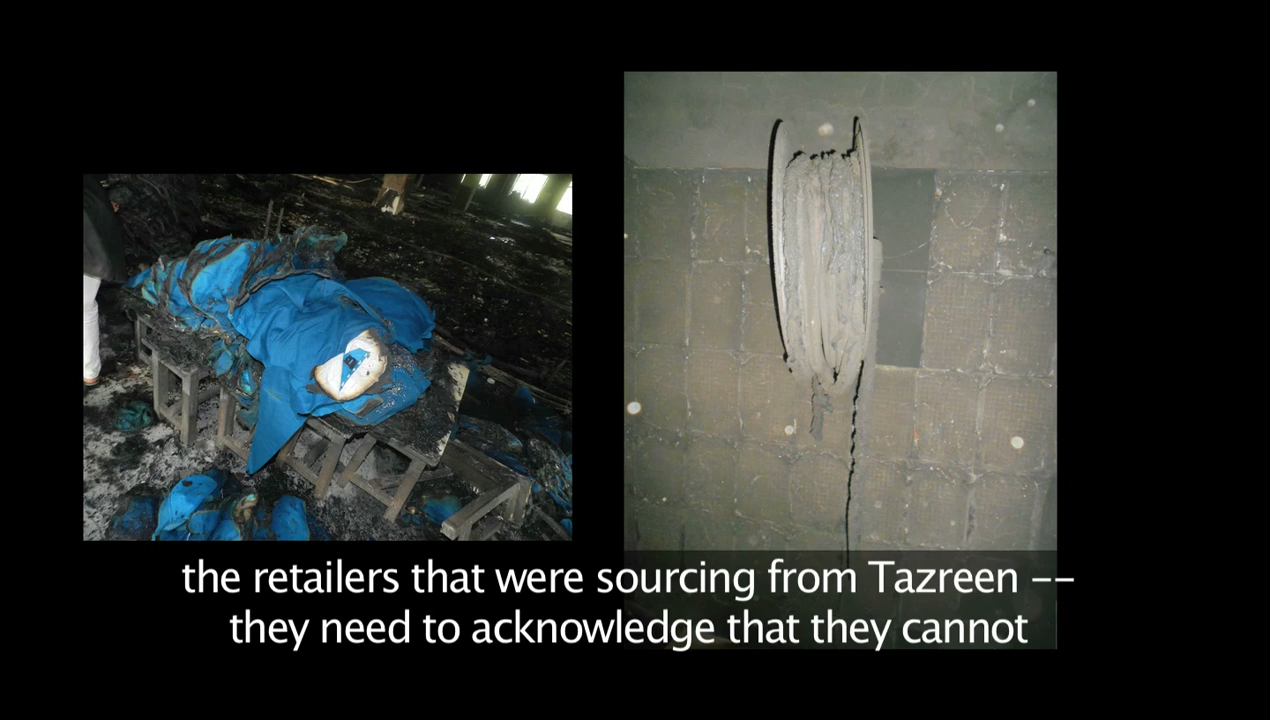 the retailers that were sourcing from Tazreen --
they need to acknowledge that they cannot